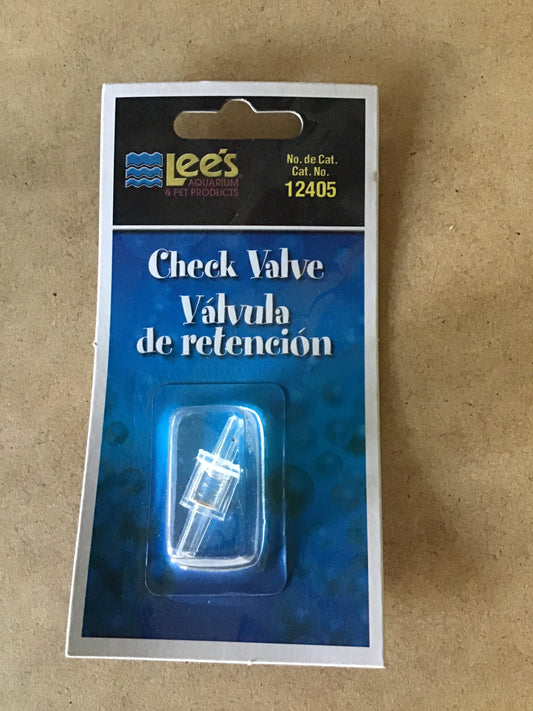 Lee's®
AQUARIUM
& PET PRODUCTS
No. de Cat.
Cat. No.
12405
Check Valve
Válvula
de retención